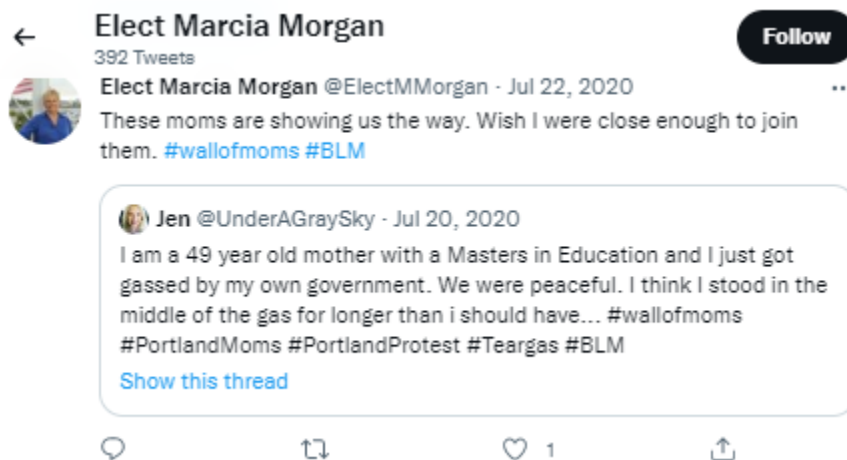 Elect Marcia Morgan
392 Tweets
Follow
Elect Marcia Morgan @ElectMMorgan · Jul 22, 2020
These moms are showing us the way. Wish I were close enough to join
them. #wallofmoms #BLM
Jen @UnderAGraySky · Jul 20, 2020
I am a 49 year old mother with a Masters in Education and I just got
gassed by my own government. We were peaceful. I think I stood in the
middle of the gas for longer than i should have... #wallofmoms
#PortlandMoms #PortlandProtest #Teargas #BLM
Show this thread
1